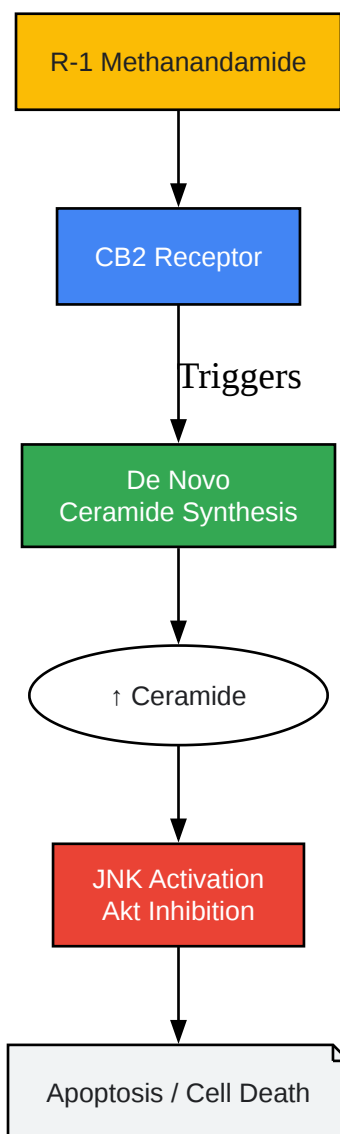 R-1 Methanandamide
CB2 Receptor
Triggers
De Novo
Ceramide Synthesis
↑ Ceramide
JNK Activation
Akt Inhibition
Apoptosis / Cell Death